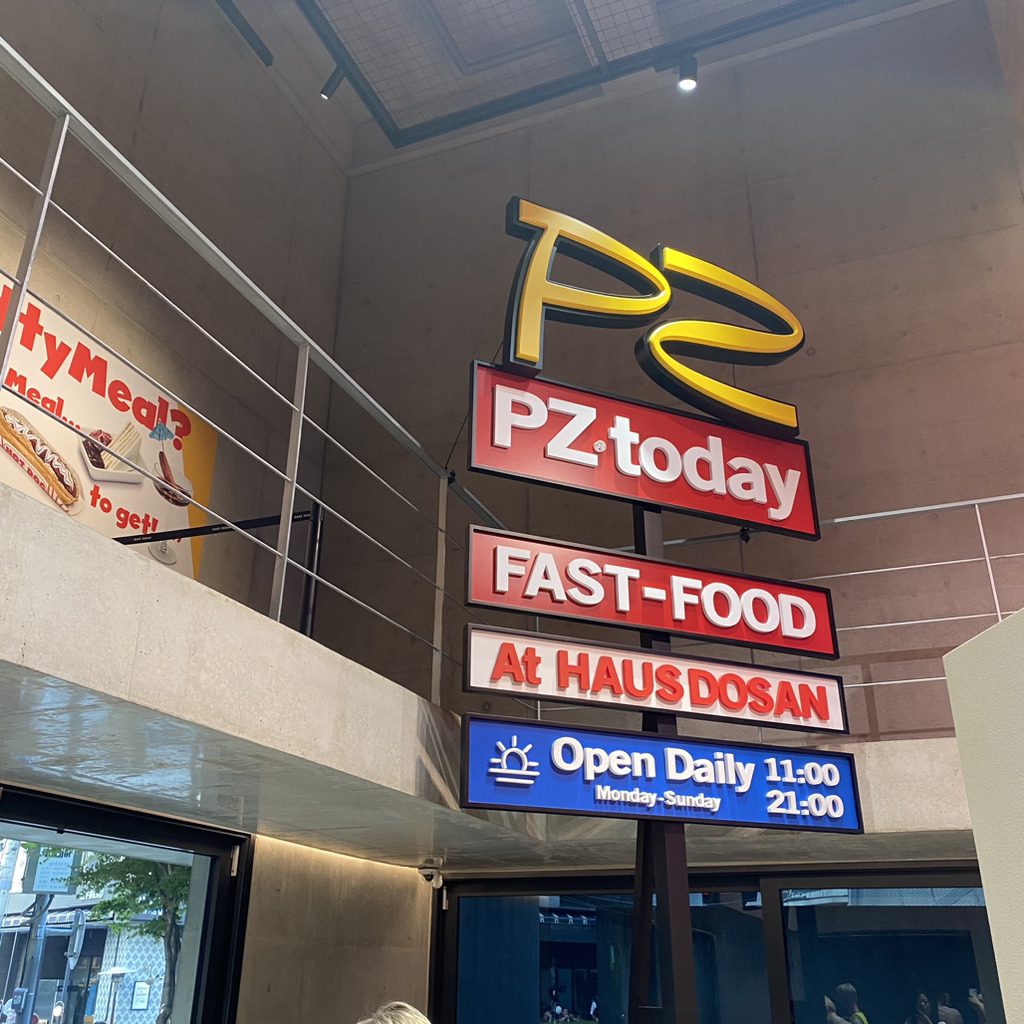 PZ
PZ.today
FAST-FOOD
At HAUS DOSAN
Open Daily 11:00
Monday-Sunday 21:00
ltyMeal?
Meal...
to get!